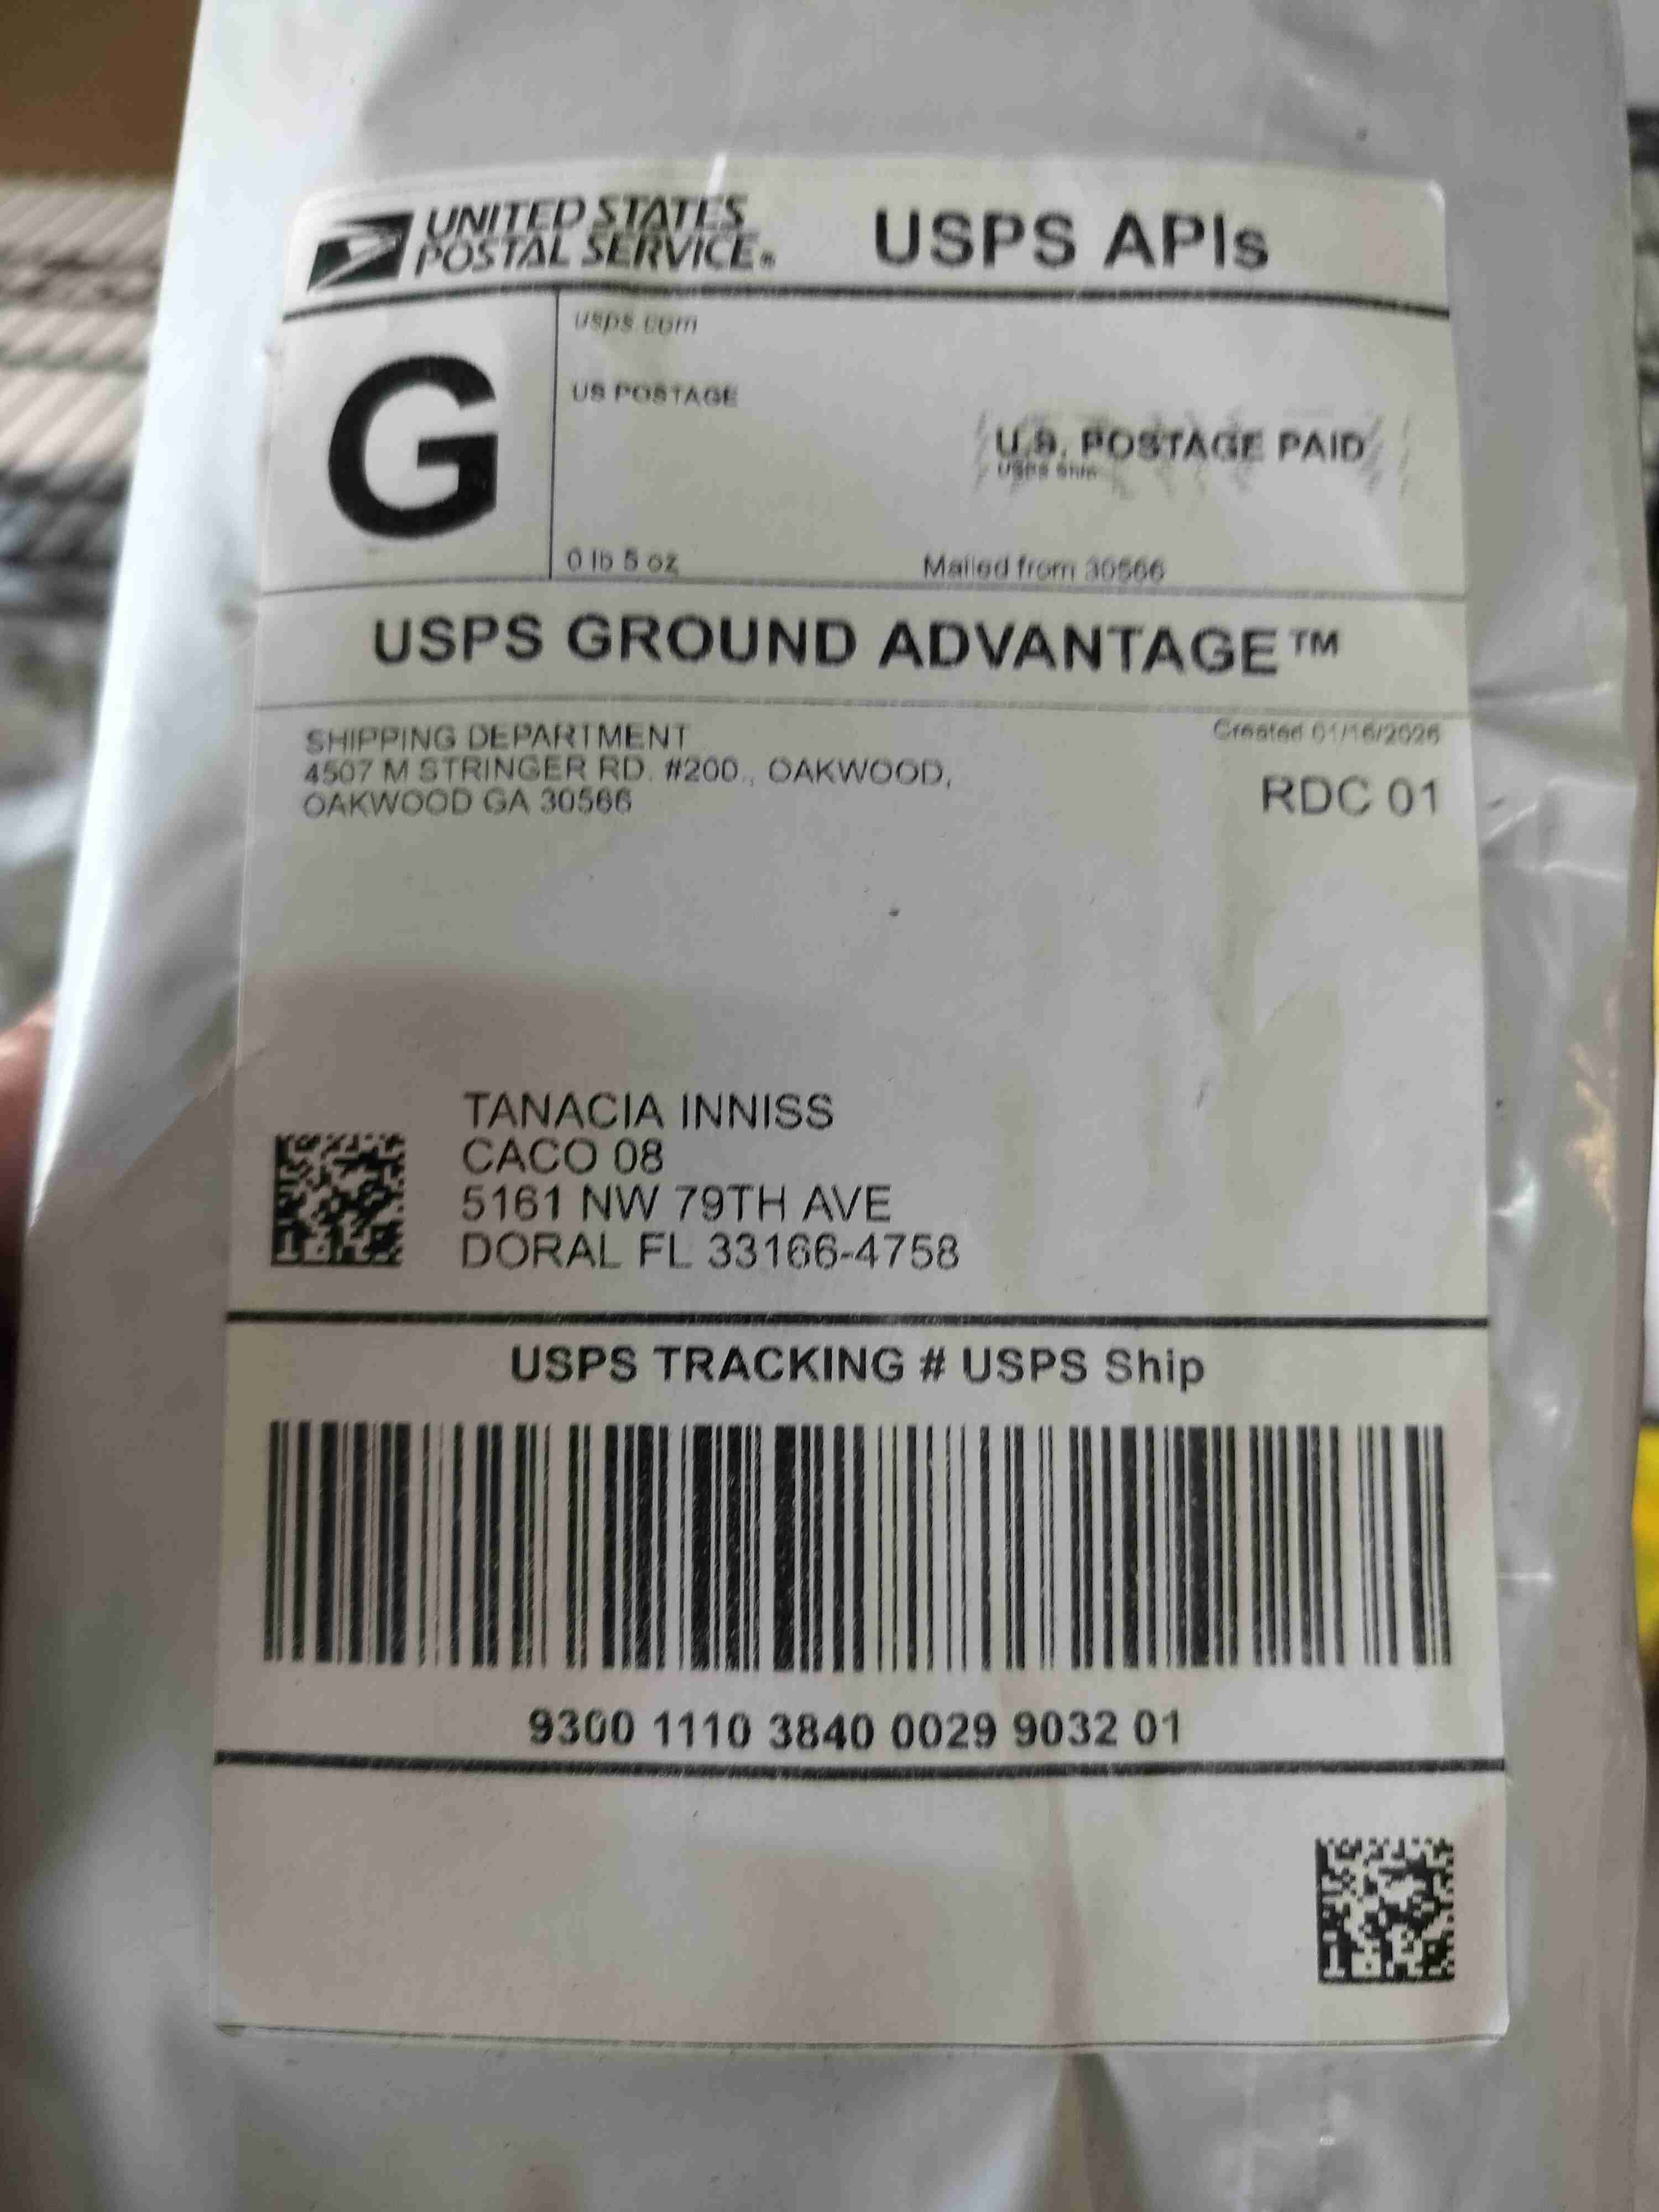 UNITED STATES
POSTAL SERVICE®
USPS APIs
G
usps.com
US POSTAGE
U.S. POSTAGE PAID
USPS Ship
0 lb 5 oz
Mailed from 30566
USPS GROUND ADVANTAGE™
SHIPPING DEPARTMENT
4507 M STRINGER RD. #200., OAKWOOD,
OAKWOOD GA 30566
Created 01/16/2026
RDC 01
TANACIA INNISS
CACO 08
5161 NW 79TH AVE
DORAL FL 33166-4758
USPS TRACKING # USPS Ship
9300 1110 3840 0029 9032 01